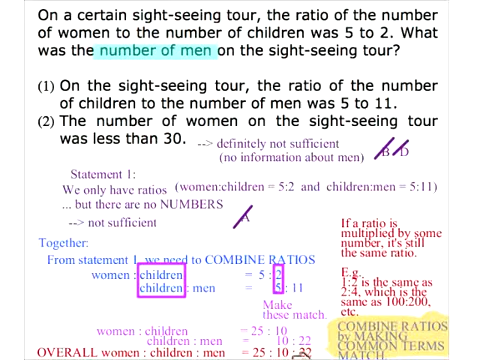 On a certain sight-seeing tour, the ratio of the number
of women to the number of children was 5 to 2. What
was the number of men on the sight-seeing tour?
(1) On the sight-seeing tour, the ratio of the number
of children to the number of men was 5 to 11.
(2) The number of women on the sight-seeing tour
was less than 30.
--> definitely not sufficient
(no information about men)
B D
Statement 1:
We only have ratios (women:children = 5:2 and children:men = 5:11)
... but there are no NUMBERS
--> not sufficient
A
If a ratio is
multiplied by some
number, it's still
the same ratio.
E.g.
1:2 is the same as
2:4, which is the
same as 100:200,
etc.
Together:
From statement 1, we need to COMBINE RATIOS
women : children = 5 : 2
children : men = 5 : 11
Make
these match.
women : children = 25 : 10
children : men = 10 : 22
OVERALL women : children : men = 25 : 10 : 22
COMBINE RATIOS
by MAKING
COMMON TERMS
MATCH